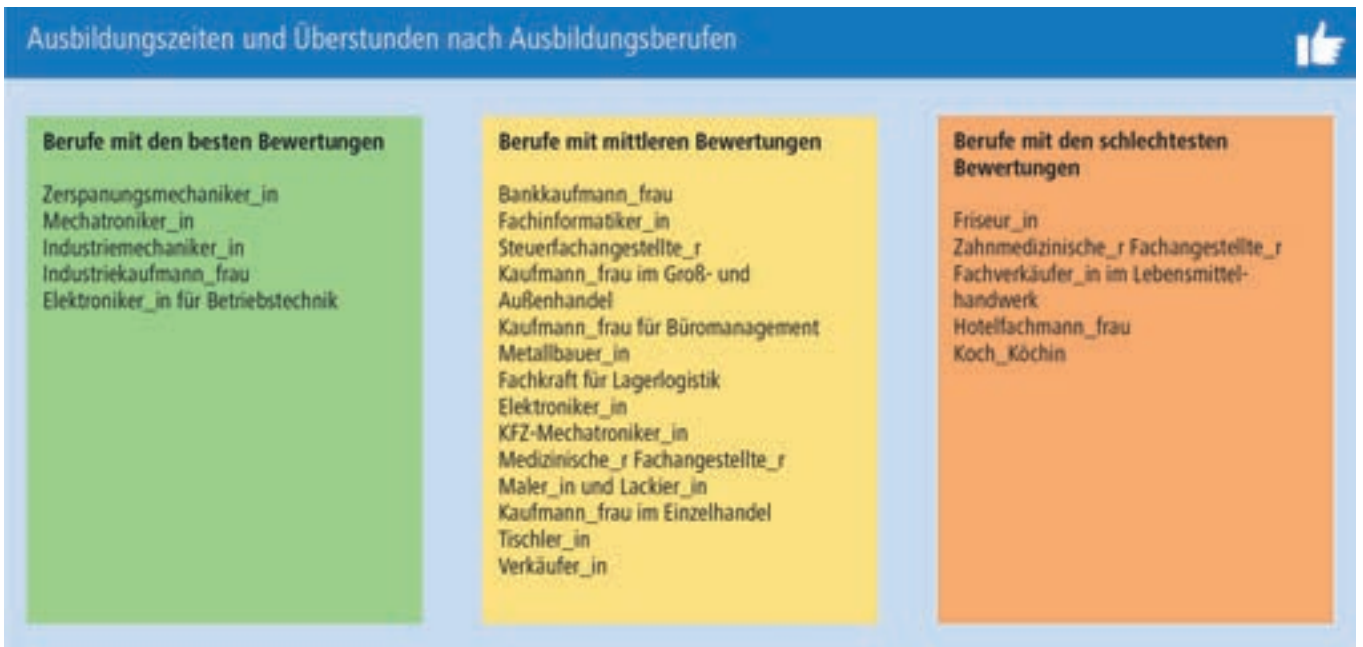 Ausbildungszeiten und Überstunden nach Ausbildungsberufen
Berufe mit den besten Bewertungen
Zerspanungsmechaniker_in
Mechatroniker_in
Industriemechaniker_in
Industriekaufmann_frau
Elektroniker_in für Betriebstechnik
Berufe mit mittleren Bewertungen
Bankkaufmann_frau
Fachinformatiker_in
Steuerfachangestellte_r
Kaufmann_frau im Groß- und
Außenhandel
Kaufmann_frau für Büromanagement
Metallbauer_in
Fachkraft für Lagerlogistik
Elektroniker_in
KFZ-Mechatroniker_in
Medizinische_r Fachangestellte_r
Maler_in und Lackier_in
Kaufmann_frau im Einzelhandel
Tischler_in
Verkäufer_in
Berufe mit den schlechtesten
Bewertungen
Friseur_in
Zahnmedizinische_r Fachangestellte_r
Fachverkäufer_in im Lebensmittel-
handwerk
Hotelfachmann_frau
Koch_Köchin